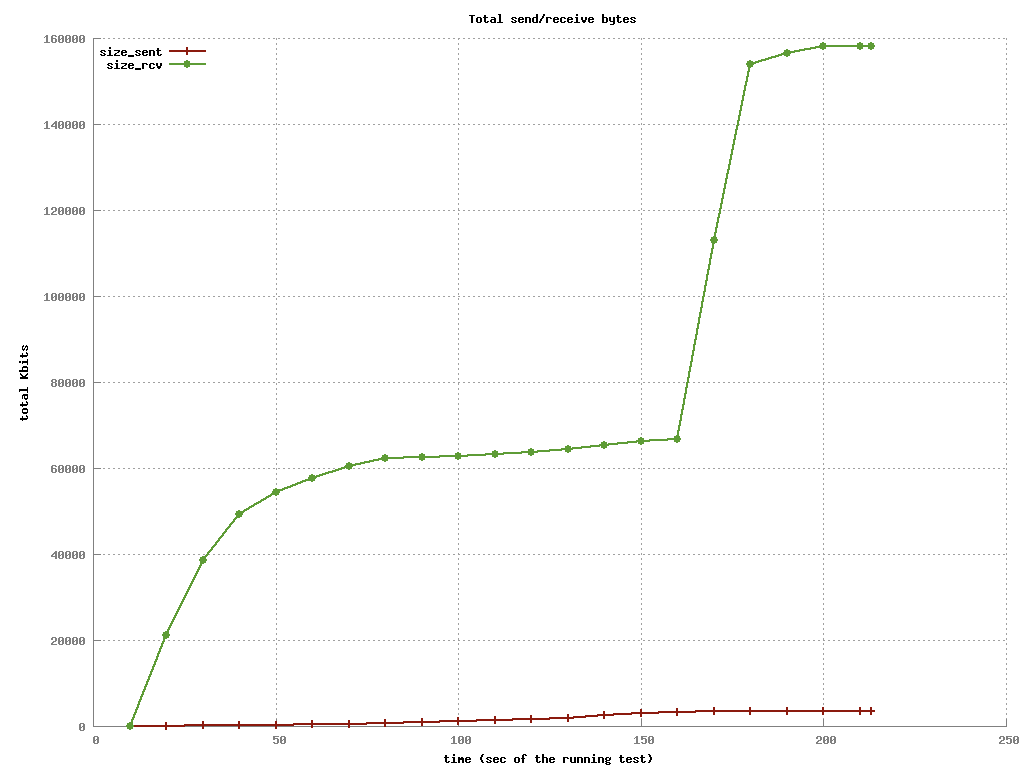 Total send/receive bytes
size_sent
size_rcv
160000
140000
120000
100000
80000
60000
40000
20000
0
total Kbits
0 50 100 150 200 250
time (sec of the running test)